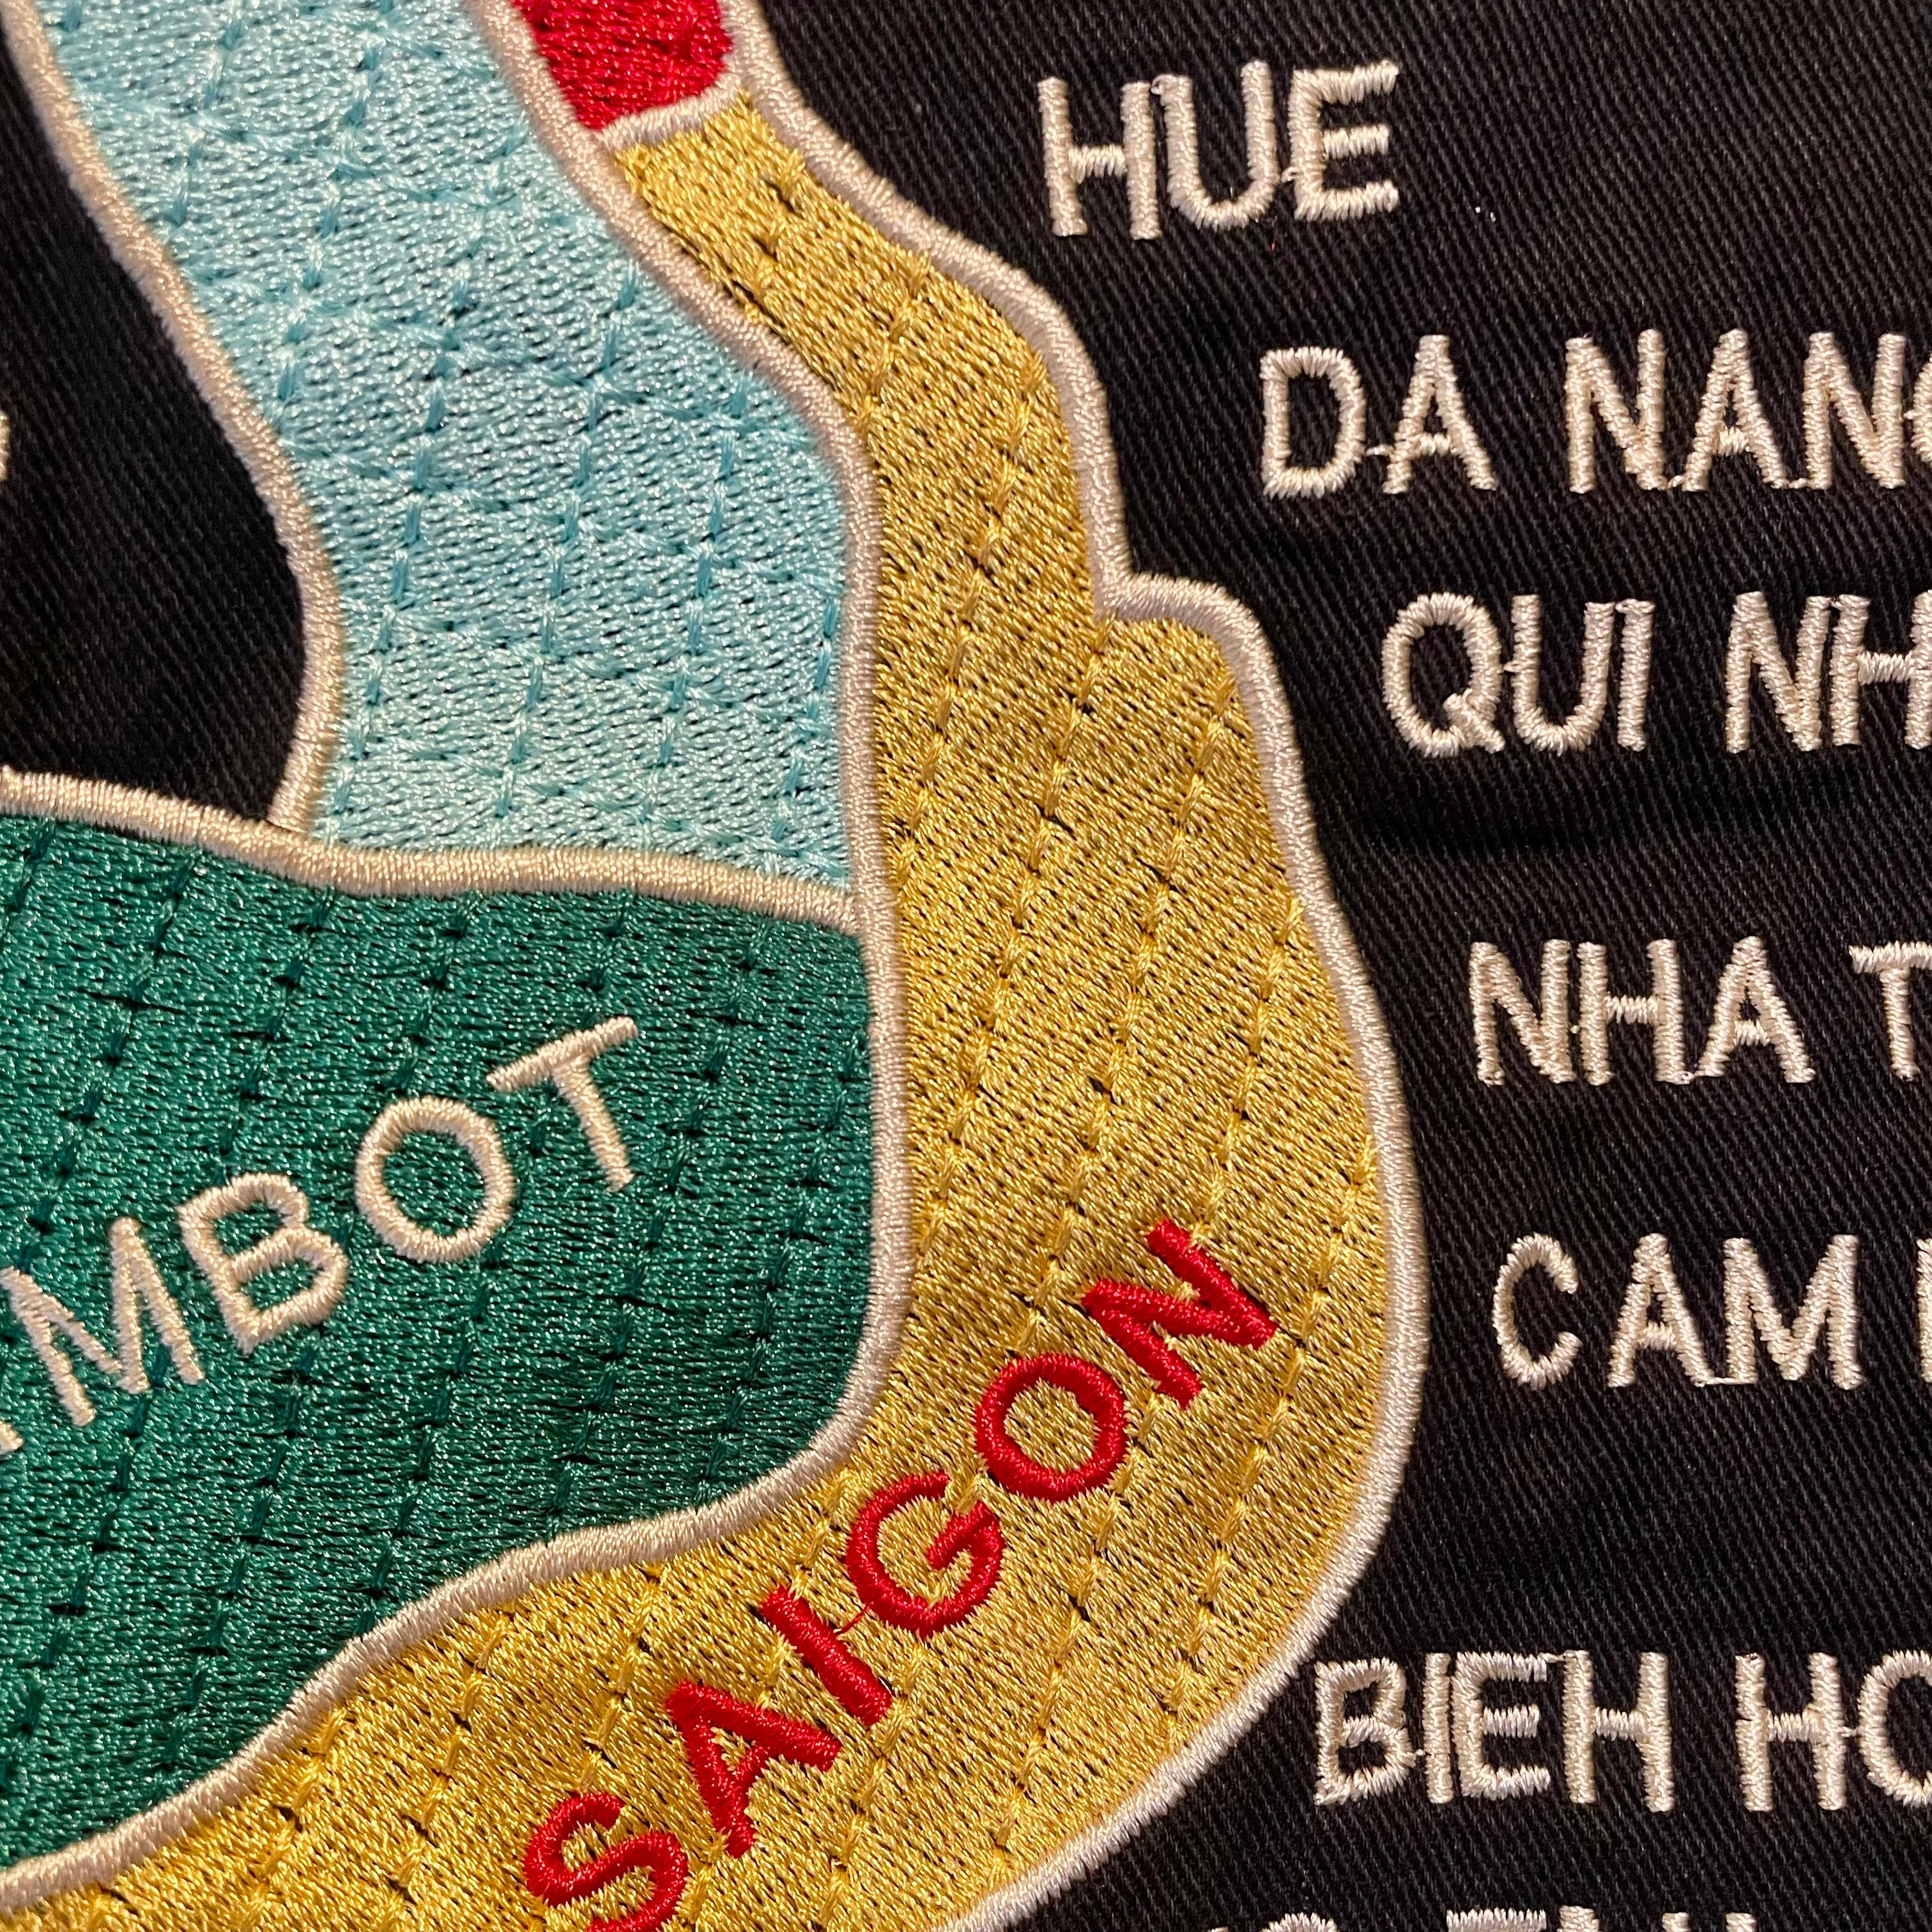 HUE
DA NANG
QUI NH
NHA T
CAM
MBOT
SAIGON
BIEH HO